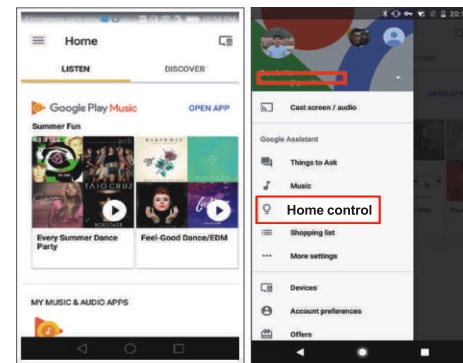 Home
LISTEN
DISCOVER
Google Play Music
OPEN APP
Summer Fun
TAIO CRUZ
Every Summer Dance
Party
Feel-Good Dance/EDM
MY MUSIC & AUDIO APPS
Cast screen / audio
Google Assistant
Things to Ask
Music
Home control
Shopping list
More settings
Devices
Account preferences
Offers